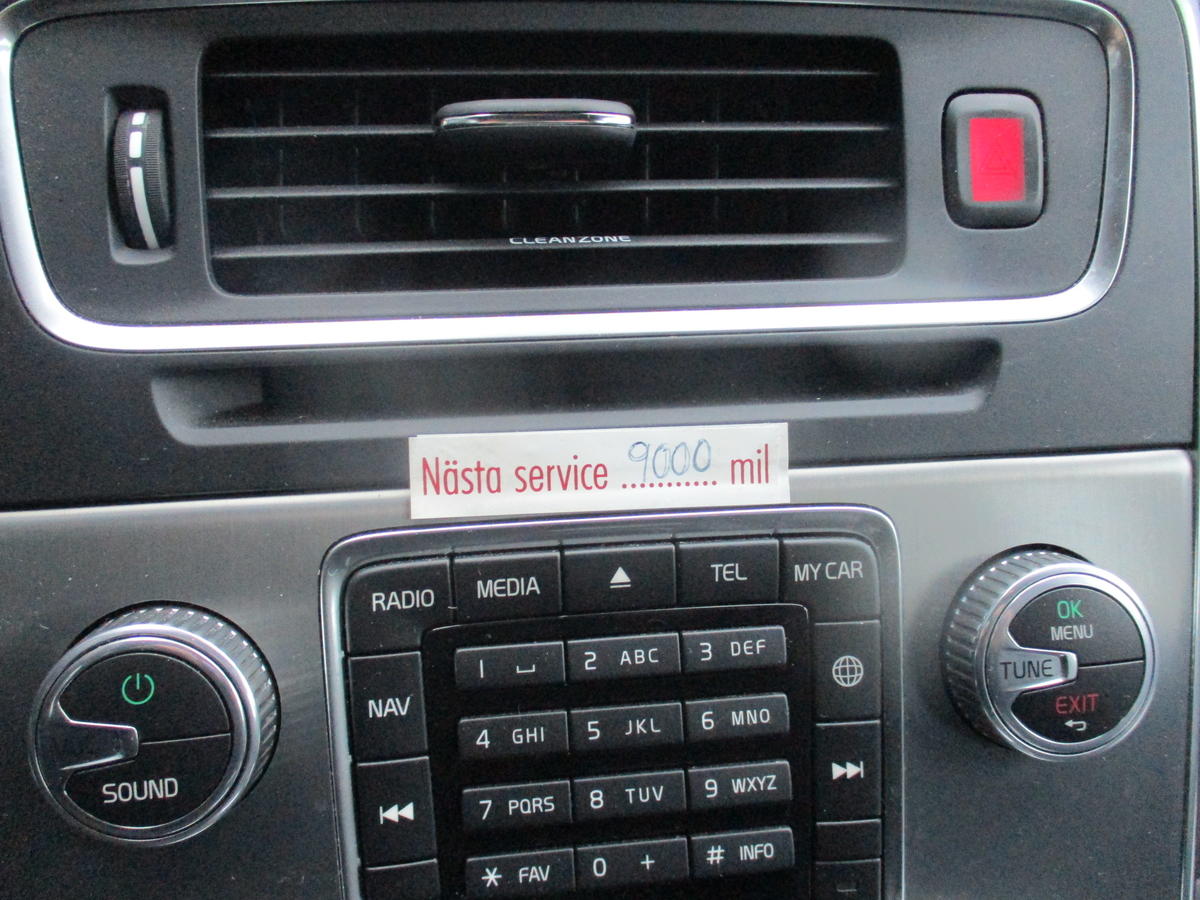 CLEANZONE
Nästa service 9000 mil
RADIO MEDIA TEL MY CAR
OK
MENU
TUNE
EXIT
1 2 ABC 3 DEF
NAV
4 GHI 5 JKL 6 MNO
SOUND
7 PQRS 8 TUV 9 WXYZ
* FAV 0 + # INFO